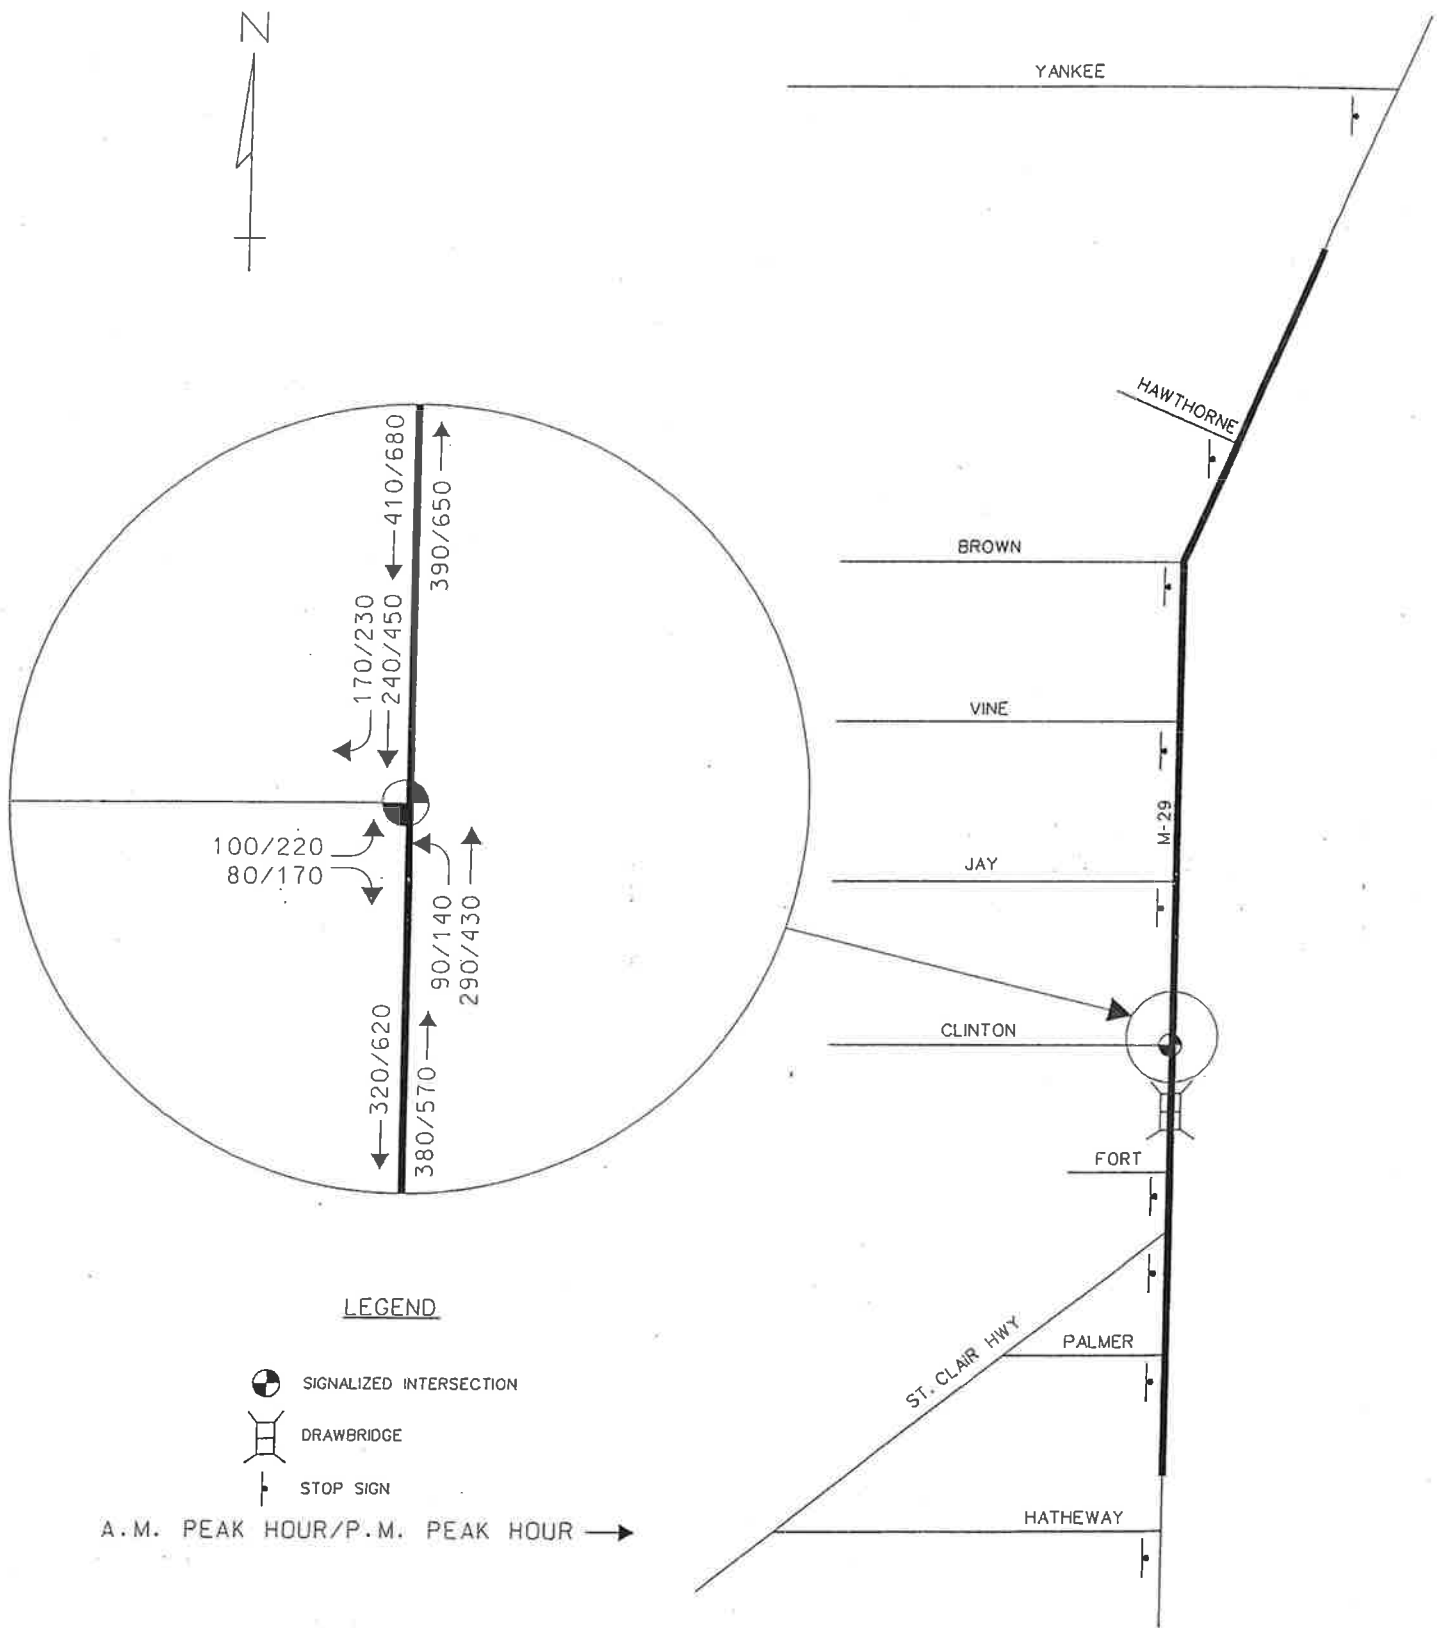 N
YANKEE
HAWTHORNE
BROWN
VINE
M-29
JAY
CLINTON
FORT
ST. CLAIR HWY
PALMER
HATHEWAY
410/680
390/650
170/230
240/450
100/220
80/170
90/140
290/430
320/620
380/570
LEGEND
SIGNALIZED INTERSECTION
DRAWBRIDGE
STOP SIGN
A.M. PEAK HOUR/P.M. PEAK HOUR